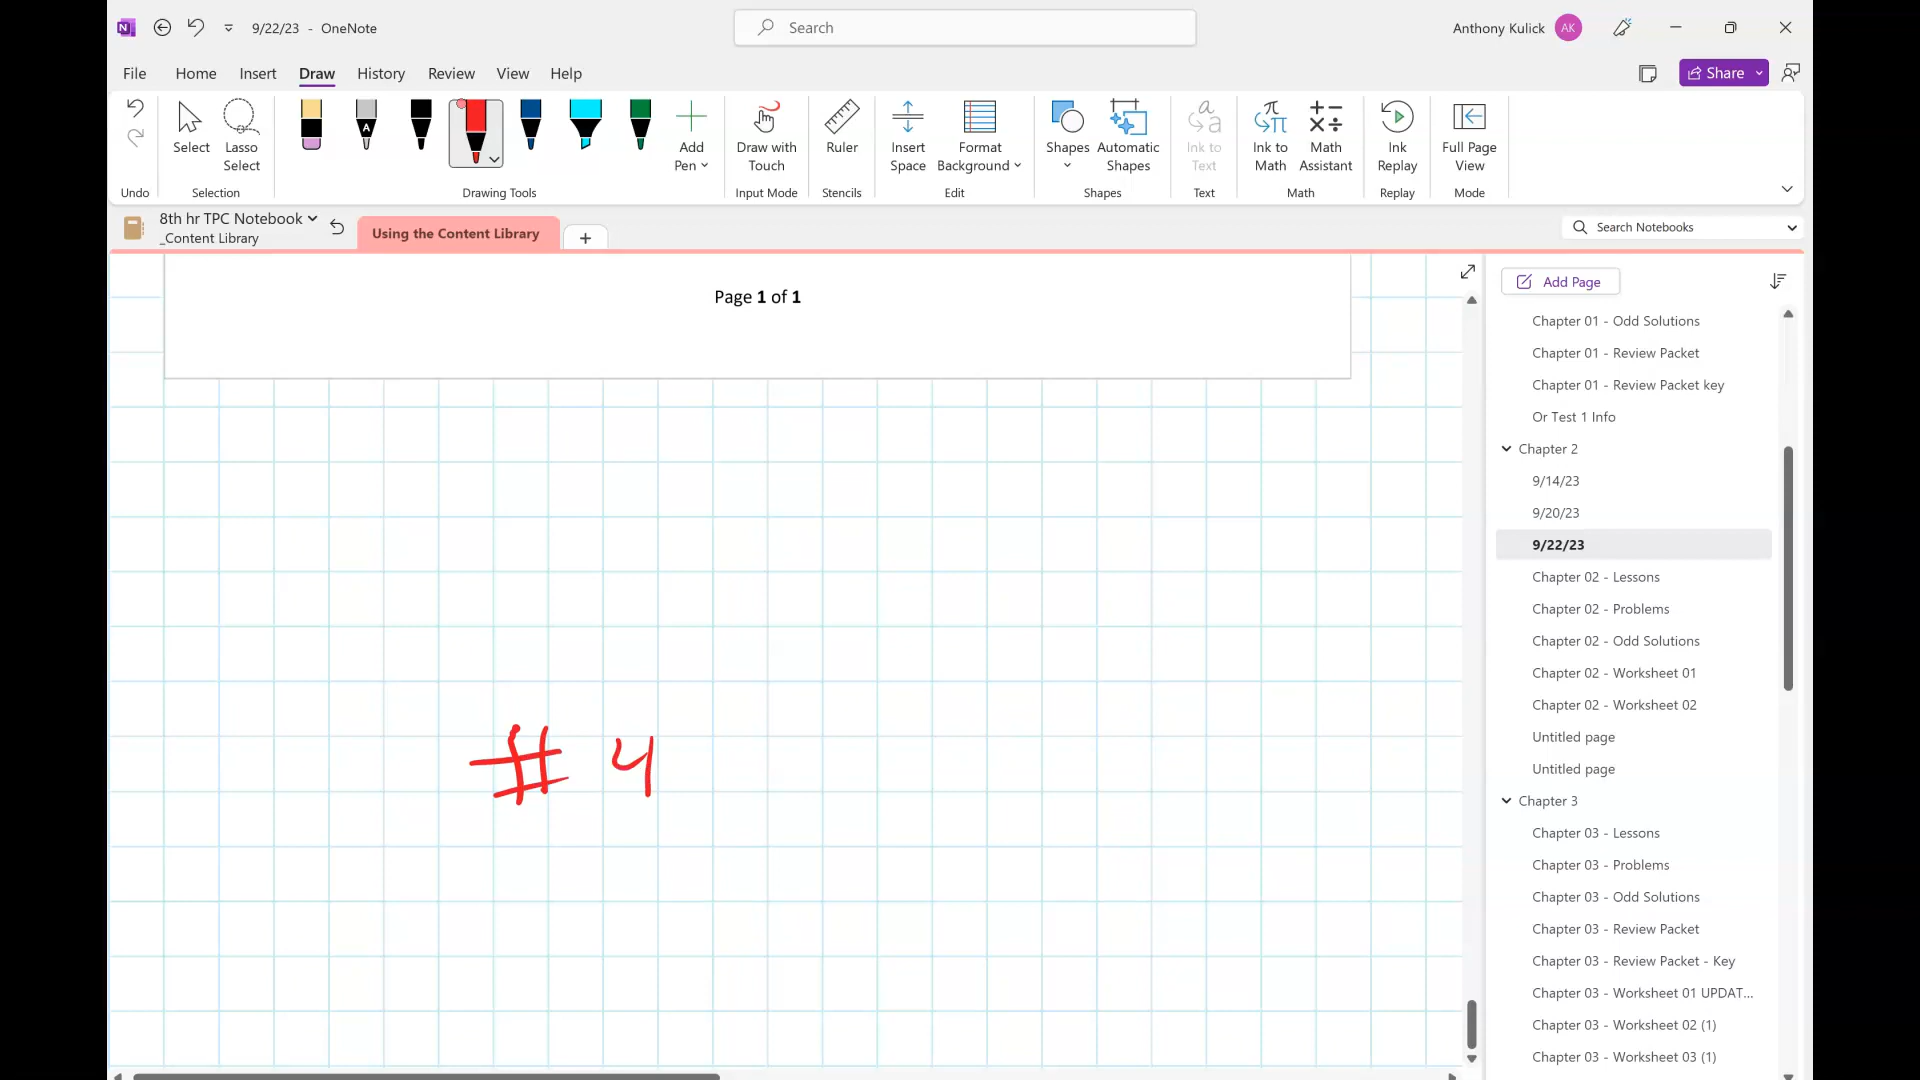 9/22/23 - OneNote
Search
Anthony Kulick AK
File Home Insert Draw History Review View Help
Share
Select
Lasso Select
A
Add Pen
Draw with Touch
Ruler
Insert Space
Format Background
Shapes
Automatic Shapes
Ink to Text
Ink to Math
Math Assistant
Ink Replay
Full Page View
Undo Selection Drawing Tools Input Mode Stencils Edit Shapes Text Math Replay Mode
8th hr TPC Notebook
_Content Library
Using the Content Library
Search Notebooks
Page 1 of 1
# 4
Add Page
Chapter 01 - Odd Solutions
Chapter 01 - Review Packet
Chapter 01 - Review Packet key
Or Test 1 Info
Chapter 2
9/14/23
9/20/23
9/22/23
Chapter 02 - Lessons
Chapter 02 - Problems
Chapter 02 - Odd Solutions
Chapter 02 - Worksheet 01
Chapter 02 - Worksheet 02
Untitled page
Untitled page
Chapter 3
Chapter 03 - Lessons
Chapter 03 - Problems
Chapter 03 - Odd Solutions
Chapter 03 - Review Packet
Chapter 03 - Review Packet - Key
Chapter 03 - Worksheet 01 UPDAT...
Chapter 03 - Worksheet 02 (1)
Chapter 03 - Worksheet 03 (1)